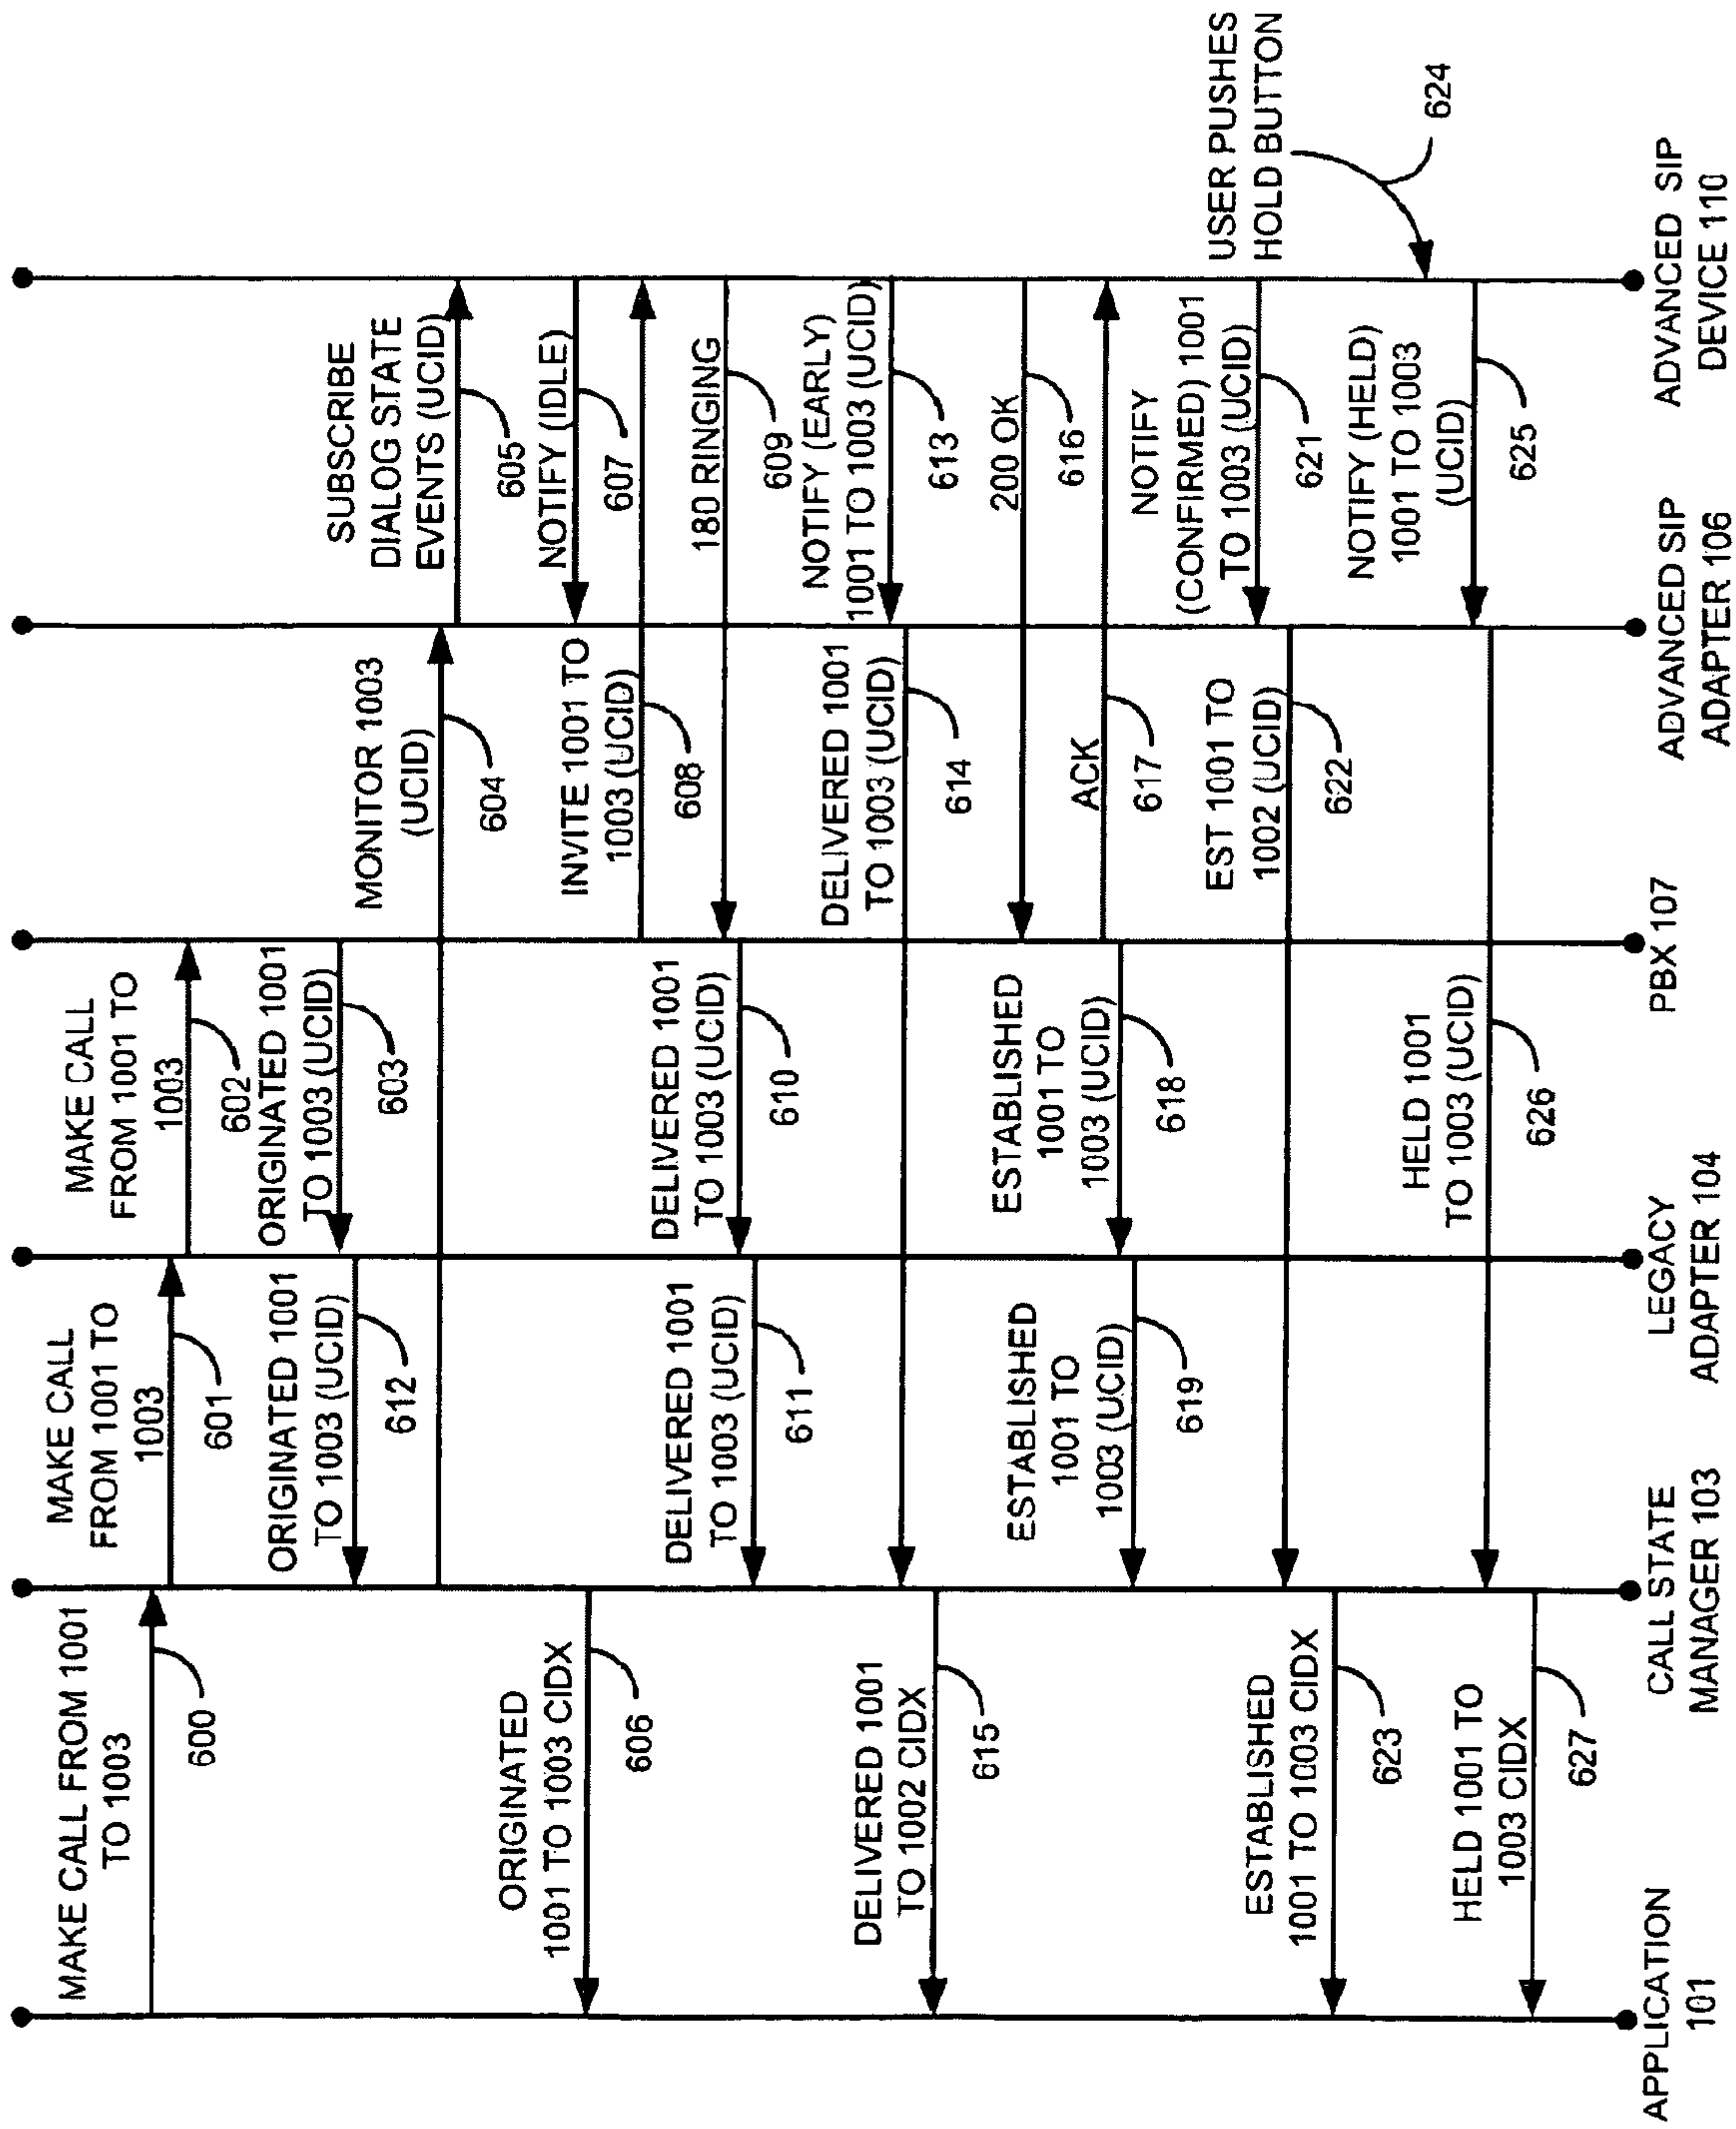 MAKE CALL FROM 1001
TO 1003
600
MAKE CALL
FROM 1001 TO
1003
601
MAKE CALL
FROM 1001 TO
1003
602
ORIGINATED 1001
TO 1003 (UCID)
603
ORIGINATED 1001
TO 1003 (UCID)
612
MONITOR 1003
(UCID)
604
SUBSCRIBE
DIALOG STATE
EVENTS (UCID)
605
NOTIFY (IDLE)
607
ORIGINATED
1001 TO 1003 CIDX
606
INVITE 1001 TO
1003 (UCID)
608
180 RINGING
609
DELIVERED 1001
TO 1003 (UCID)
610
DELIVERED 1001
TO 1003 (UCID)
611
NOTIFY (EARLY)
1001 TO 1003 (UCID)
613
DELIVERED 1001
TO 1003 (UCID)
614
DELIVERED 1001
TO 1002 CIDX
615
200 OK
616
ACK
617
ESTABLISHED
1001 TO
1003 (UCID)
618
ESTABLISHED
1001 TO
1003 (UCID)
619
NOTIFY
(CONFIRMED) 1001
TO 1003 (UCID)
621
EST 1001 TO
1002 (UCID)
622
ESTABLISHED
1001 TO 1003 CIDX
623
USER PUSHES
HOLD BUTTON
624
NOTIFY (HELD)
1001 TO 1003
(UCID)
625
HELD 1001
TO 1003 (UCID)
626
HELD 1001 TO
1003 CIDX
627
APPLICATION
101
CALL STATE
MANAGER 103
LEGACY
ADAPTER 104
PBX 107
ADVANCED SIP
ADAPTER 106
ADVANCED SIP
DEVICE 110